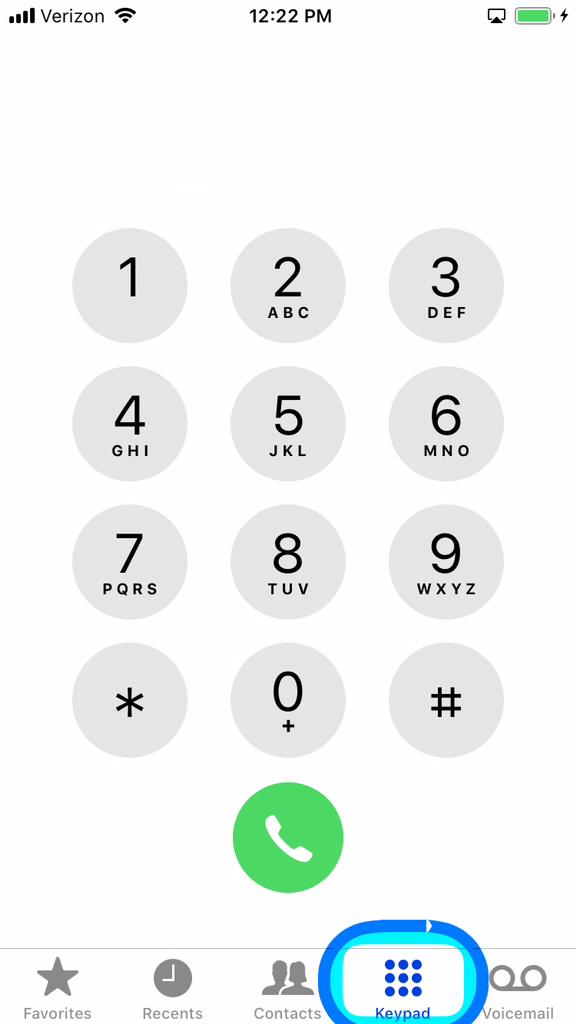 Verizon 12:22 PM
1 2 3
ABC DEF
4 5 6
GHI JKL MNO
7 8 9
PQRS TUV WXYZ
* 0 #
+
Favorites Recents Contacts Keypad Voicemail